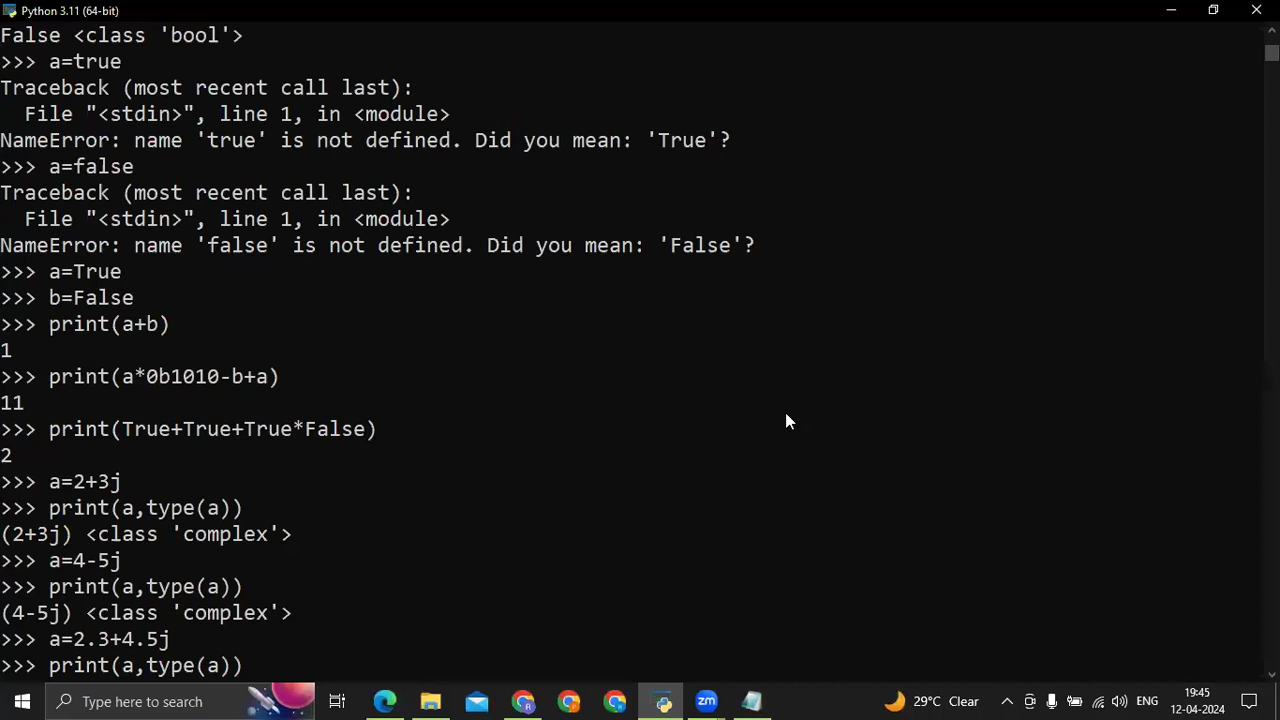 Python 3.11 (64-bit)
False <class 'bool'>
>>> a=true
Traceback (most recent call last):
  File "<stdin>", line 1, in <module>
NameError: name 'true' is not defined. Did you mean: 'True'?
>>> a=false
Traceback (most recent call last):
  File "<stdin>", line 1, in <module>
NameError: name 'false' is not defined. Did you mean: 'False'?
>>> a=True
>>> b=False
>>> print(a+b)
1
>>> print(a*0b1010-b+a)
11
>>> print(True+True+True*False)
2
>>> a=2+3j
>>> print(a,type(a))
(2+3j) <class 'complex'>
>>> a=4-5j
>>> print(a,type(a))
(4-5j) <class 'complex'>
>>> a=2.3+4.5j
>>> print(a,type(a))
Type here to search
zm
29°C Clear
ENG
19:45
12-04-2024